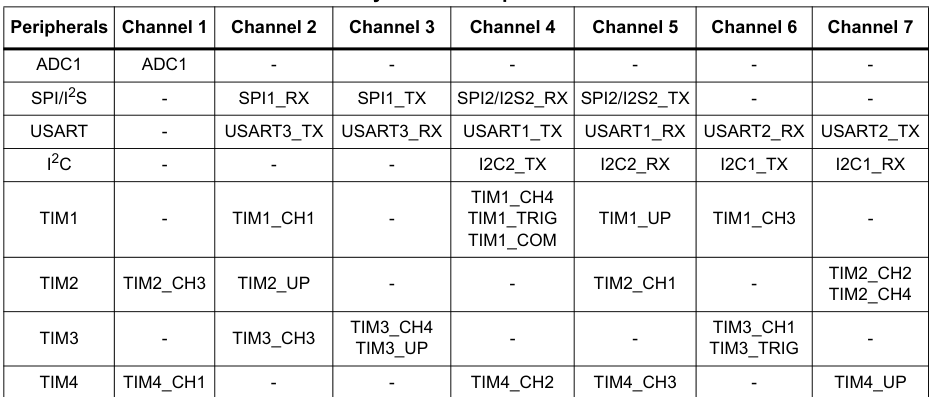 Peripherals Channel 1 Channel 2 Channel 3 Channel 4 Channel 5 Channel 6 Channel 7
ADC1 ADC1 - - - - - -
SPI/I²S - SPI1_RX SPI1_TX SPI2/I2S2_RX SPI2/I2S2_TX - -
USART - USART3_TX USART3_RX USART1_TX USART1_RX USART2_RX USART2_TX
I²C - - - I2C2_TX I2C2_RX I2C1_TX I2C1_RX
TIM1 - TIM1_CH1 - TIM1_CH4
TIM1_TRIG
TIM1_COM TIM1_UP TIM1_CH3 -
TIM2 TIM2_CH3 TIM2_UP - - TIM2_CH1 - TIM2_CH2
TIM2_CH4
TIM3 - TIM3_CH3 TIM3_CH4
TIM3_UP - - TIM3_CH1
TIM3_TRIG -
TIM4 TIM4_CH1 - - TIM4_CH2 TIM4_CH3 - TIM4_UP